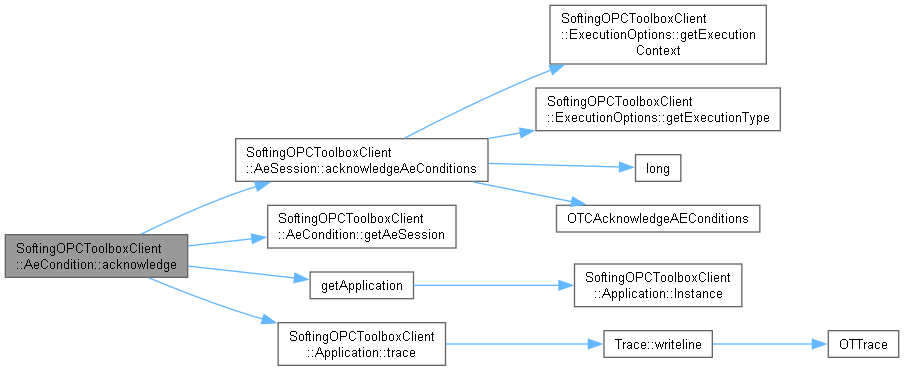 SoftingOPCToolboxClient
::AeCondition::acknowledge
SoftingOPCToolboxClient
::AeSession::acknowledgeAeConditions
SoftingOPCToolboxClient
::ExecutionOptions::getExecution
Context
SoftingOPCToolboxClient
::ExecutionOptions::getExecutionType
long
OTCAcknowledgeAEConditions
SoftingOPCToolboxClient
::AeCondition::getAeSession
getApplication
SoftingOPCToolboxClient
::Application::Instance
SoftingOPCToolboxClient
::Application::trace
Trace::writeline
OTTrace